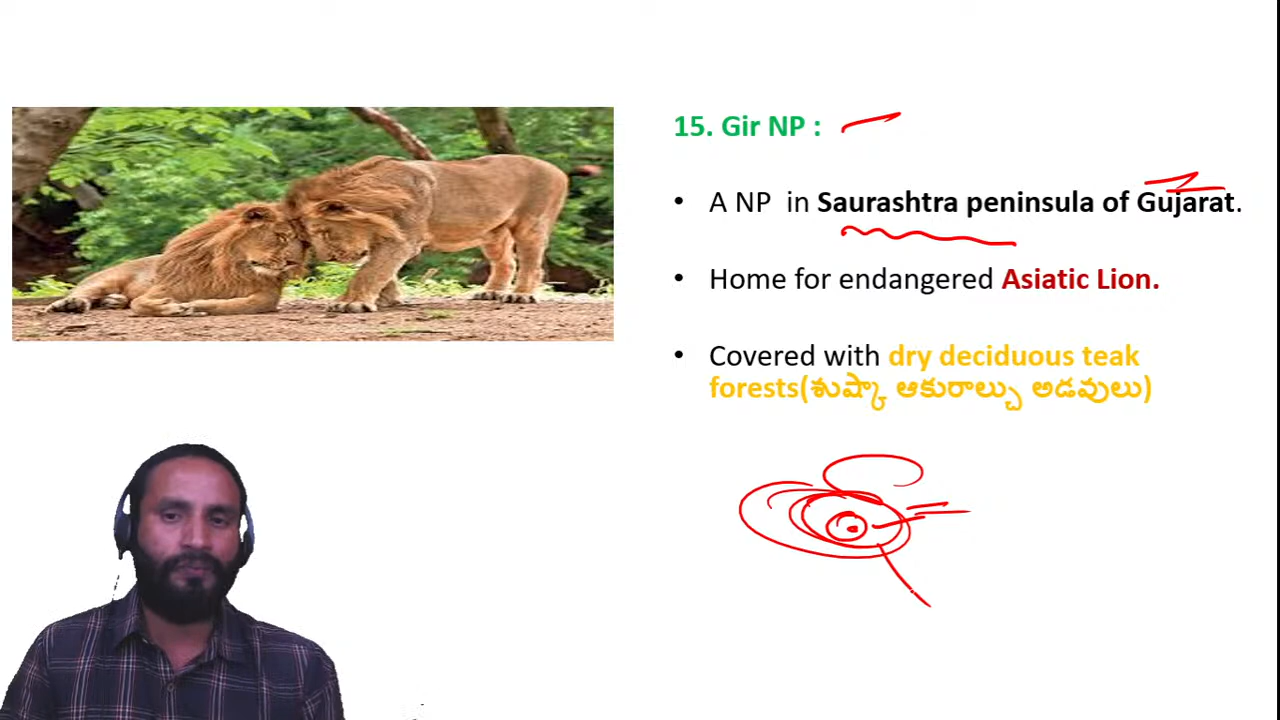 15. Gir NP :
• A NP in Saurashtra peninsula of Gujarat.
• Home for endangered Asiatic Lion.
• Covered with dry deciduous teak
forests(శుష్కా ఆకురాల్చు అడవులు)